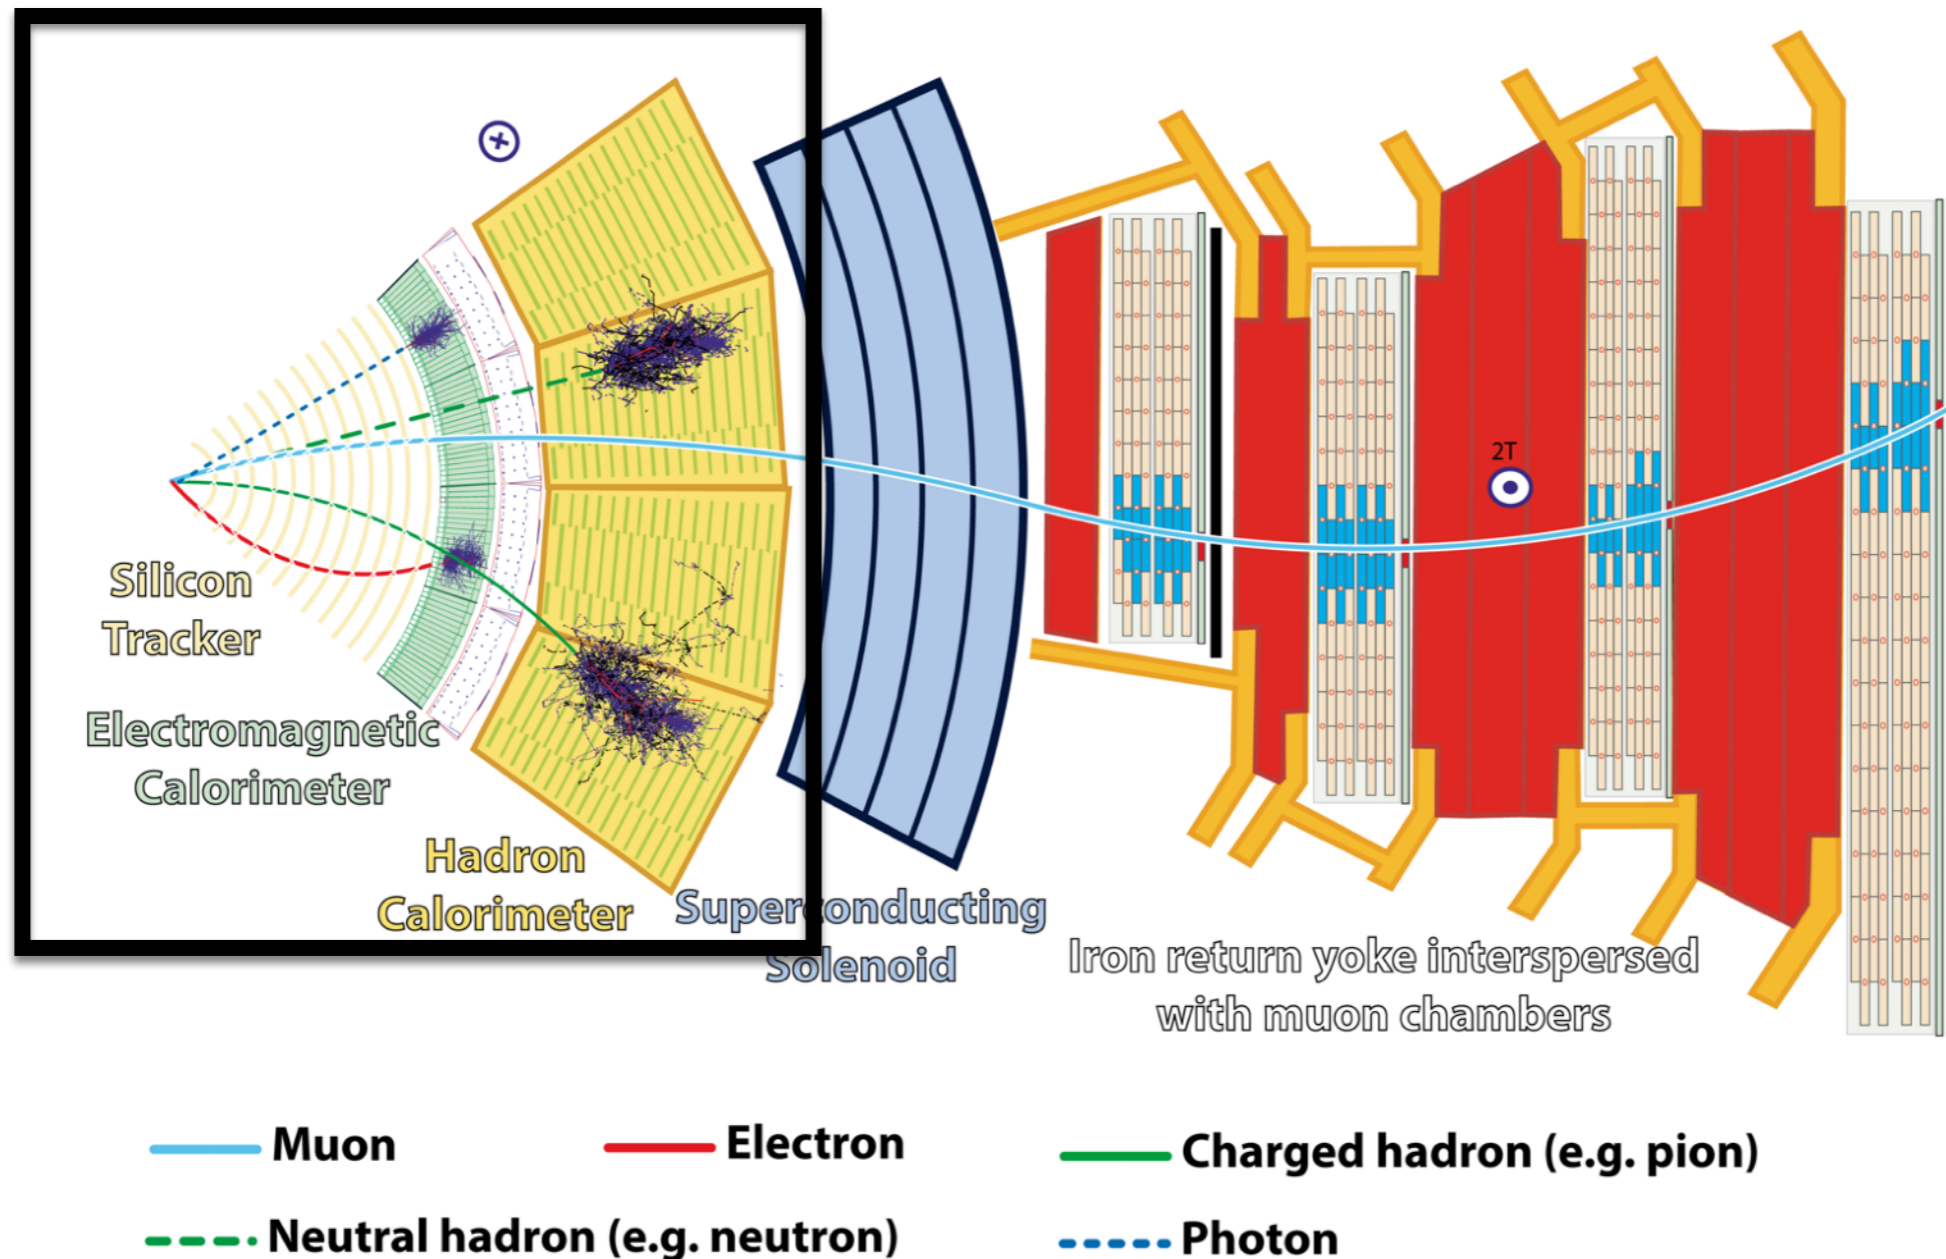 2T
Silicon
Tracker
Electromagnetic
Calorimeter
Hadron
Calorimeter
Superconducting
Solenoid
Iron return yoke interspersed
with muon chambers
Muon
Electron
Charged hadron (e.g. pion)
Neutral hadron (e.g. neutron)
Photon